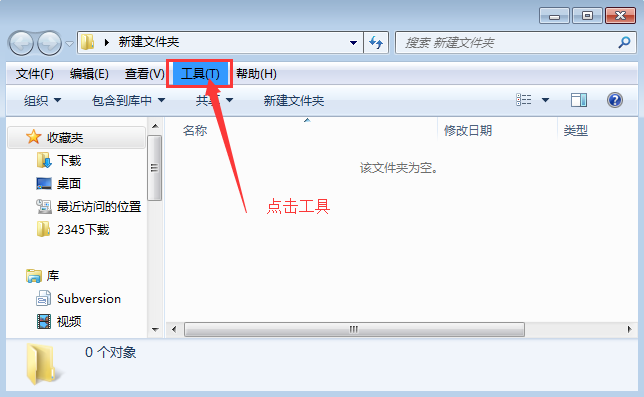 新建文件夹
搜索 新建文件夹
文件(F) 编辑(E) 查看(V) 工具(T) 帮助(H)
组织 包含到库中 共享 新建文件夹
收藏夹
下载
桌面
最近访问的位置
2345下载
库
Subversion
视频
名称 修改日期 类型
该文件夹为空。
点击工具
0 个对象